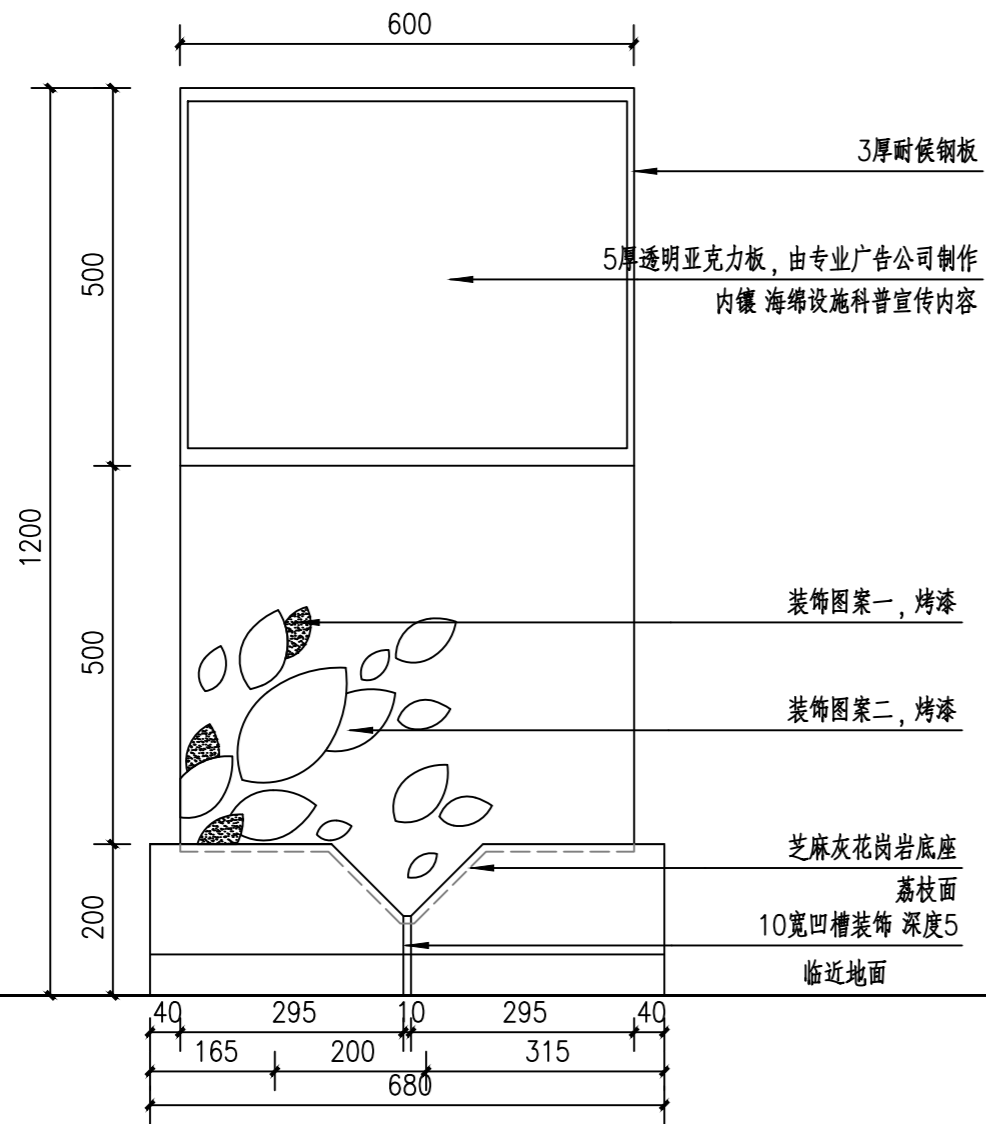 600
3厚耐候钢板
500
5厚透明亚克力板，由专业广告公司制作
内镶 海绵设施科普宣传内容
1200
装饰图案一，烤漆
500
装饰图案二，烤漆
芝麻灰花岗岩底座
荔枝面
200
10宽凹槽装饰 深度5
临近地面
40 295 10 295 40
165 200 315
680